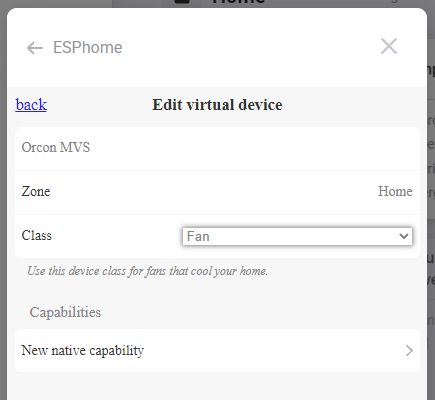 Home
ESPhome
back
Edit virtual device
Orcon MVS
Zone
Home
Class
Fan
Use this device class for fans that cool your home.
Capabilities
New native capability